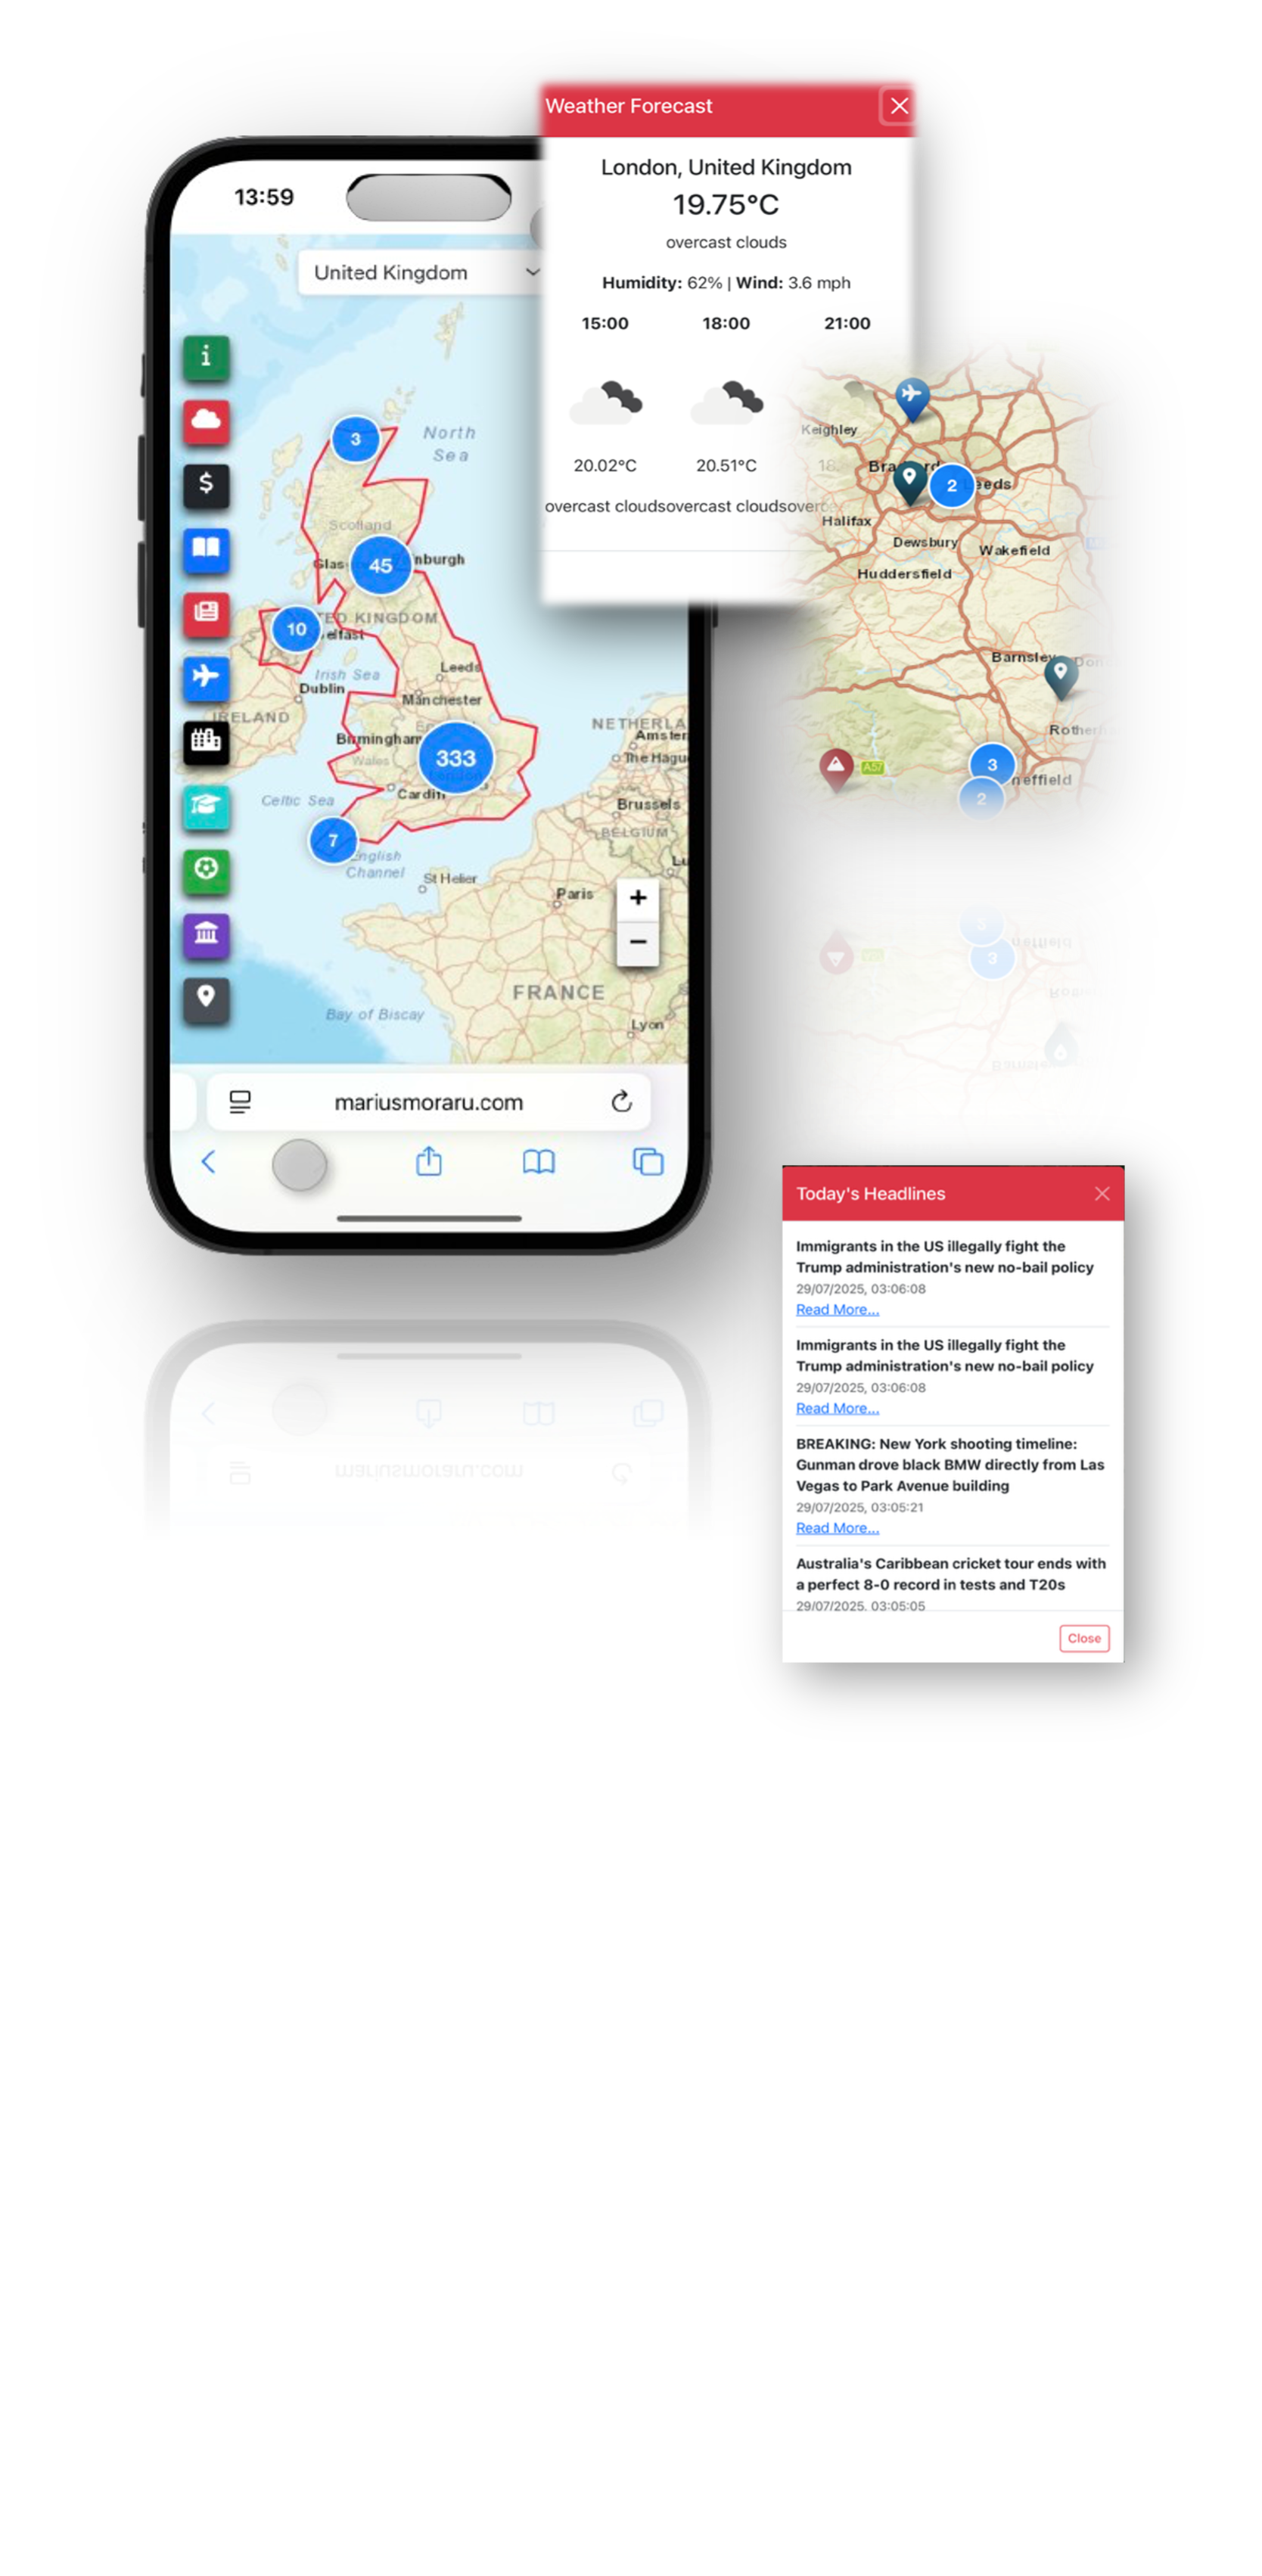 13:59
United Kingdom
North
Sea
3
Scotland
45
10
UNITED KINGDOM
Irish Sea
Leeds
Dublin
Manchester
IRELAND
Birmingham
Wales
333
London
Cardiff
Celtic Sea
7
English
Channel
St Helier
NETHERLA
Amster
The Hagu
Brussels
BELGIUM
Lu
Paris
+
−
FRANCE
Bay of Biscay
Lyon
mariusmoraru.com
Weather Forecast
London, United Kingdom
19.75°C
overcast clouds
Humidity: 62% | Wind: 3.6 mph
15:00 18:00 21:00
20.02°C 20.51°C 18.
overcast cloudsovercast cloudsoverc
Keighley
2
Leeds
Halifax
Dewsbury
Wakefield
Huddersfield
Barnsley
Don
Rother
A57
3
heffield
2
Today's Headlines
Immigrants in the US illegally fight the
Trump administration's new no-bail policy
29/07/2025, 03:06:08
Read More...
Immigrants in the US illegally fight the
Trump administration's new no-bail policy
29/07/2025, 03:06:08
Read More...
BREAKING: New York shooting timeline:
Gunman drove black BMW directly from Las
Vegas to Park Avenue building
29/07/2025, 03:05:21
Read More...
Australia's Caribbean cricket tour ends with
a perfect 8-0 record in tests and T20s
29/07/2025, 03:05:05
Close